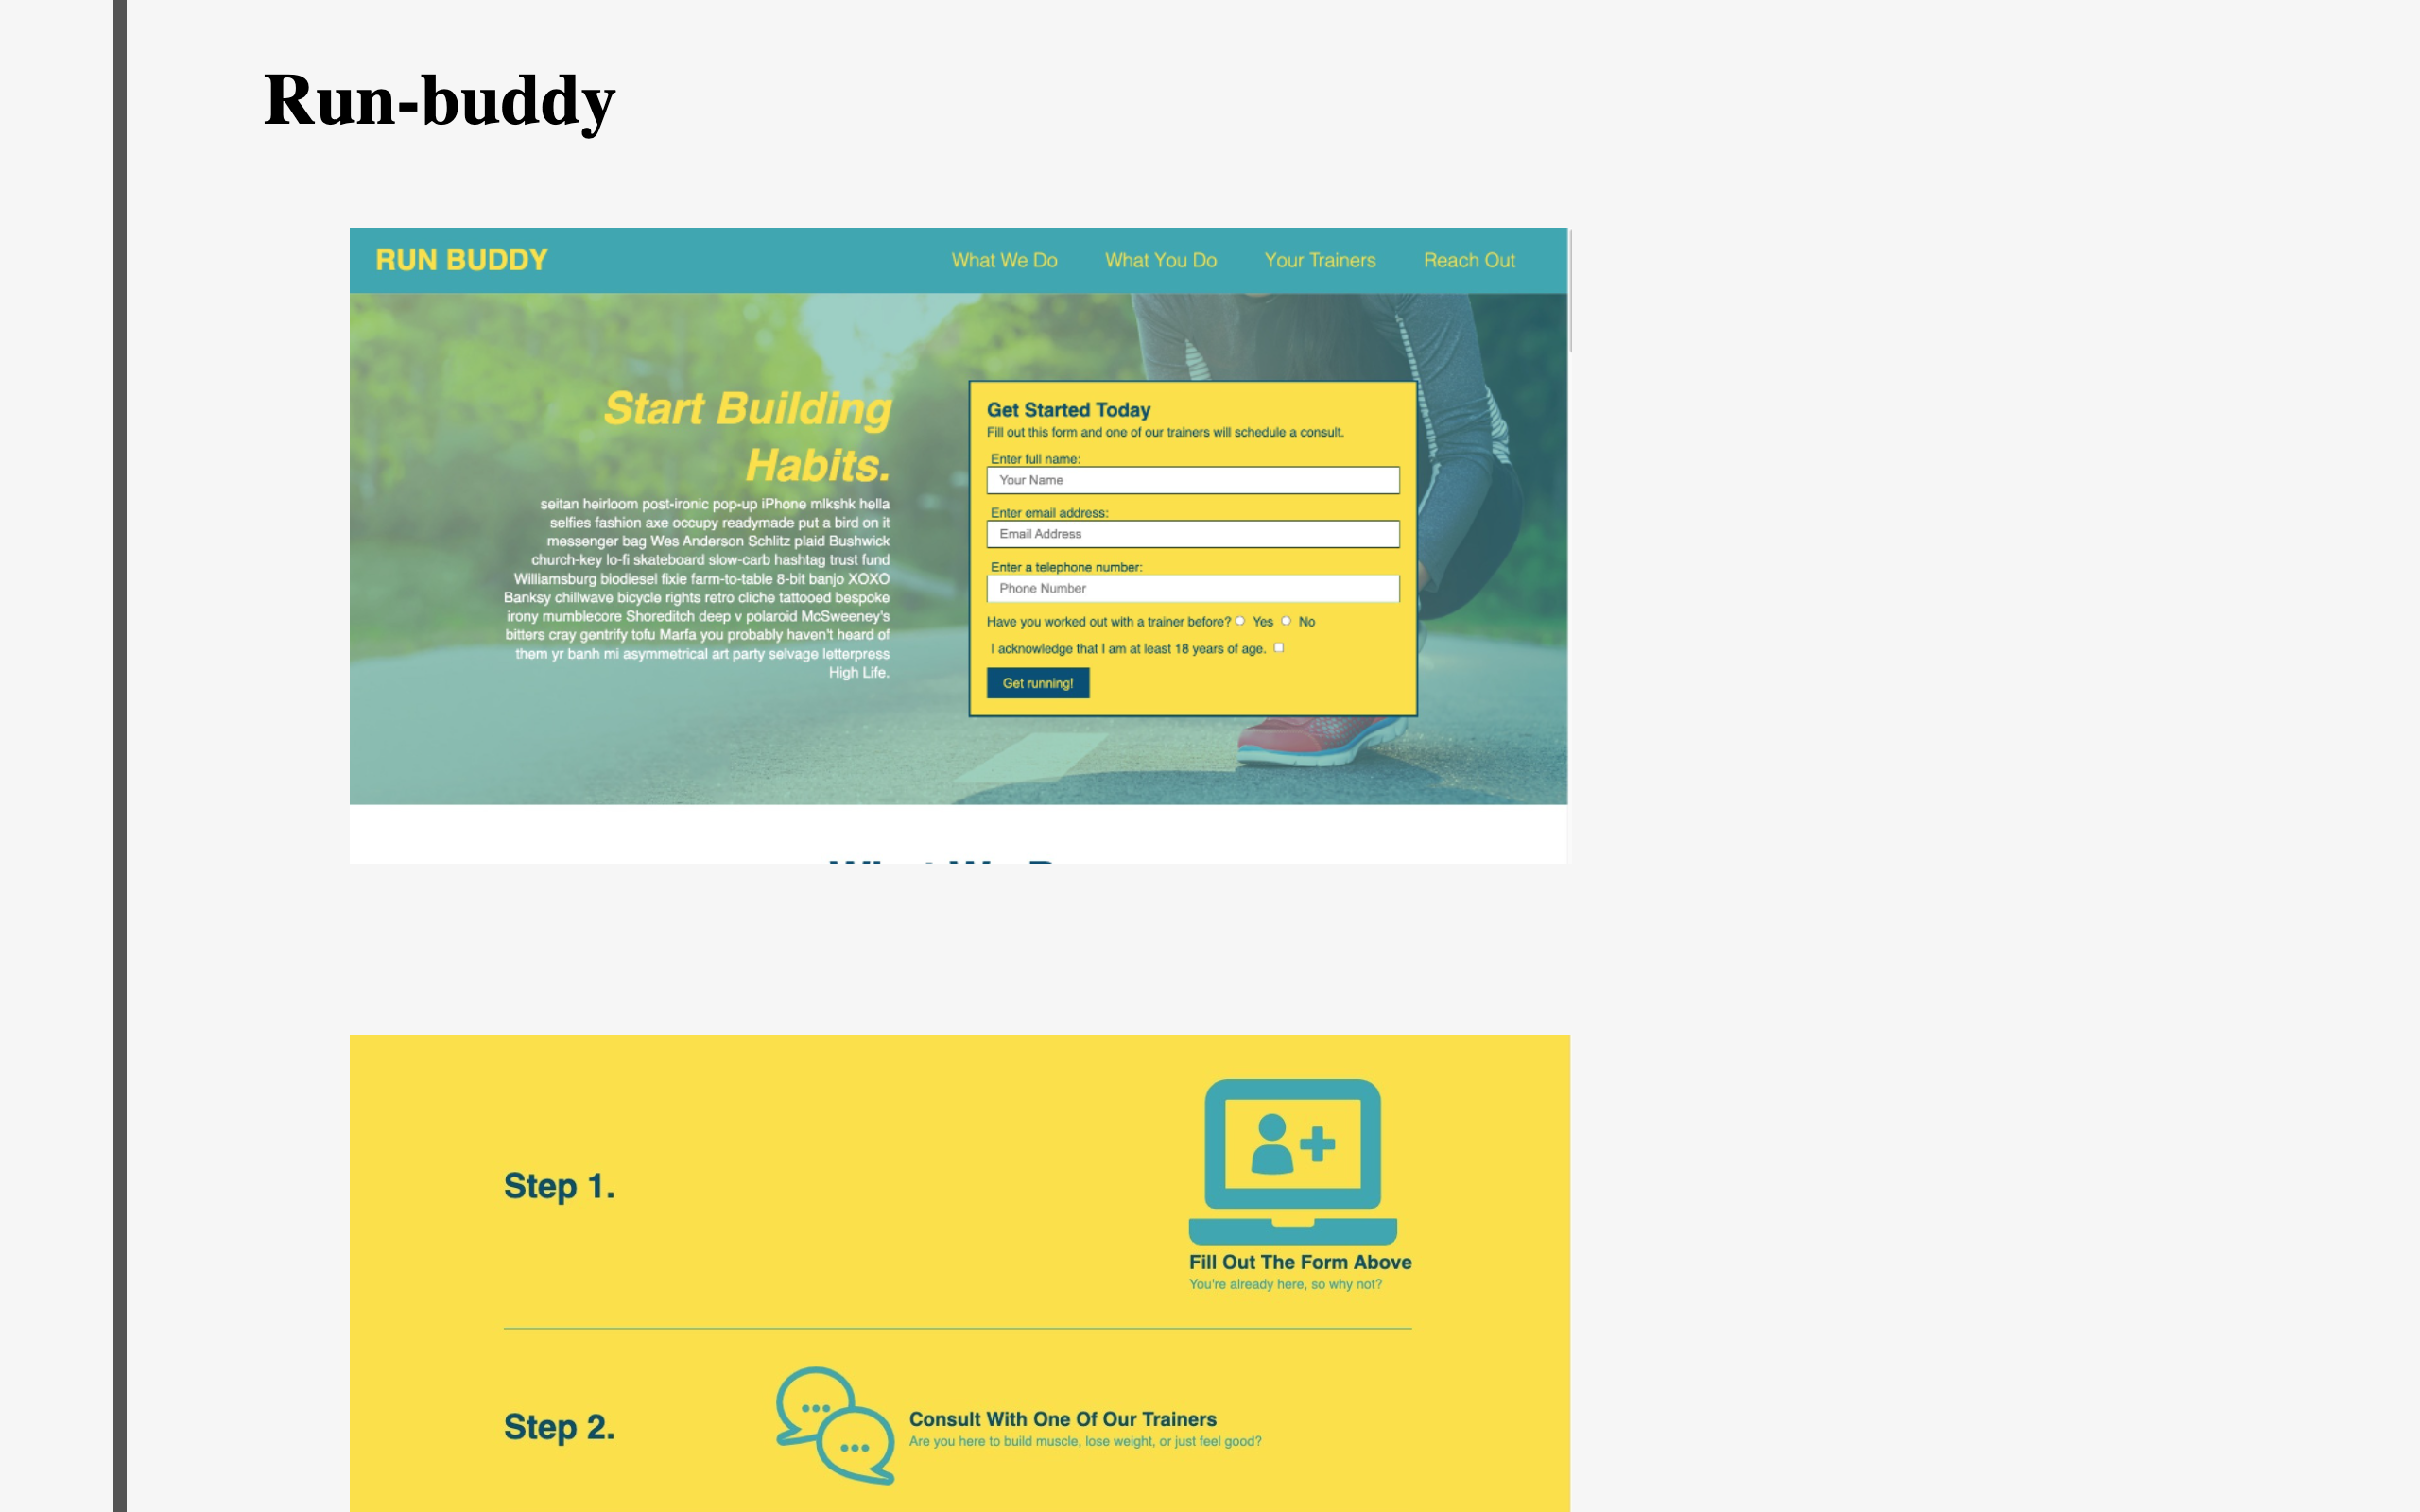 Run-buddy
RUN BUDDY
What We Do
What You Do
Your Trainers
Reach Out
Start Building
Habits.
seitan heirloom post-ironic pop-up iPhone mlkshk hella
selfies fashion axe occupy readymade put a bird on it
messenger bag Wes Anderson Schlitz plaid Bushwick
church-key lo-fi skateboard slow-carb hashtag trust fund
Williamsburg biodiesel fixie farm-to-table 8-bit banjo XOXO
Banksy chillwave bicycle rights retro cliche tattooed bespoke
irony mumblecore Shoreditch deep v polaroid McSweeney's
bitters cray gentrify tofu Marfa you probably haven't heard of
them yr banh mi asymmetrical art party selvage letterpress
High Life.
Get Started Today
Fill out this form and one of our trainers will schedule a consult.
Enter full name:
Your Name
Enter email address:
Email Address
Enter a telephone number:
Phone Number
Have you worked out with a trainer before? Yes No
I acknowledge that I am at least 18 years of age.
Get running!
Step 1.
Fill Out The Form Above
You're already here, so why not?
Step 2.
Consult With One Of Our Trainers
Are you here to build muscle, lose weight, or just feel good?